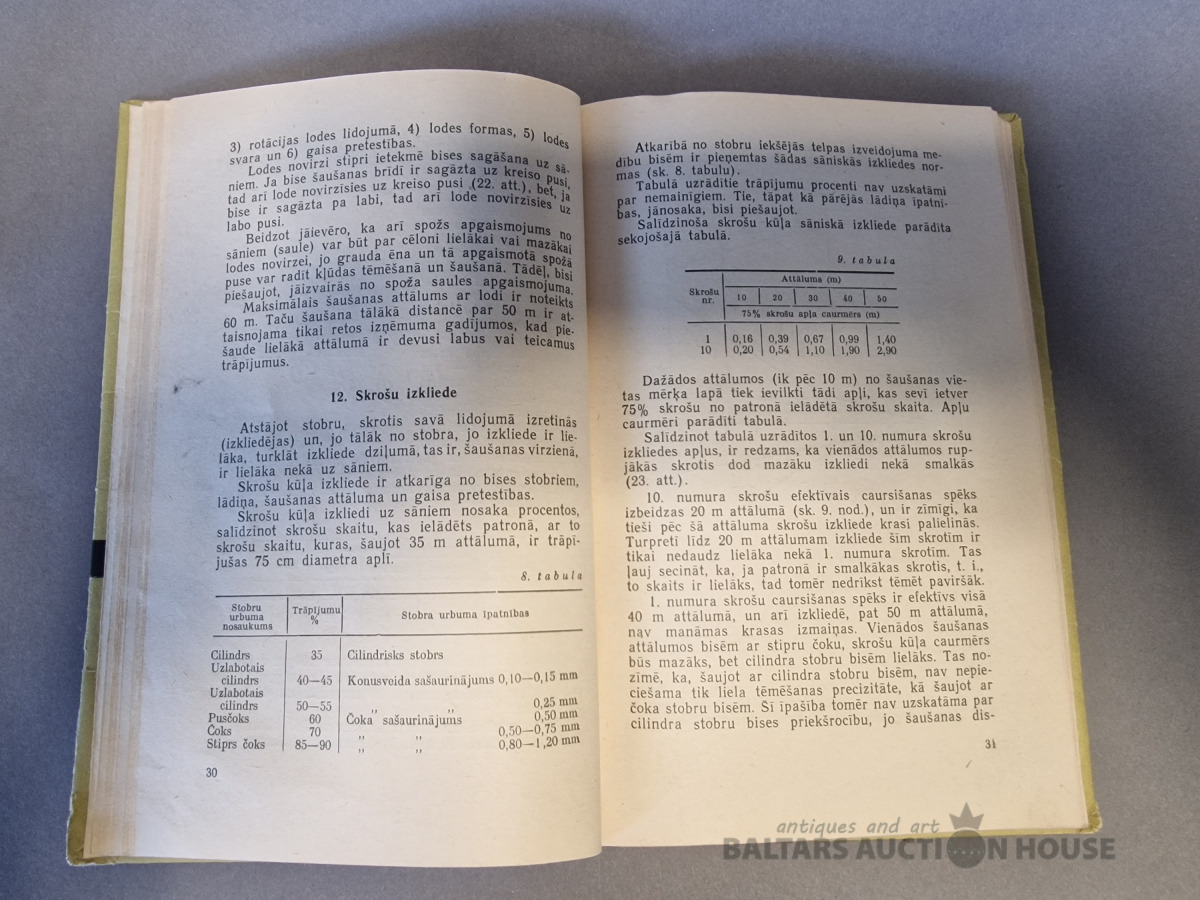 3) rotācijas lodes lidojumā, 4) lodes formas, 5) lodes
svara un 6) gaisa pretestības.
Lodes novirzi stipri ietekmē bises sagāšana uz sā-
niem. Ja bise šaušanas brīdī ir sagāzta uz kreiso pusi,
tad arī lode novirzīsies uz kreiso pusi (22. att.), bet, ja
bise ir sagāzta pa labi, tad arī lode novirzīsies uz
labo pusi.
Beidzot jāievēro, ka arī spožs apgaismojums no
sāniem (saule) var būt par cēloni lielākai vai mazākai
lodes novirzei, jo grauda ēna un tā apgaismotā spožā
puse var radīt kļūdas tēmēšanā un šaušanā. Tādēļ, bisi
piešaujot, jāizvairās no spoža saules apgaismojuma.
Maksimālais šaušanas attālums ar lodi ir noteikts
60 m. Taču šaušana tālākā distancē par 50 m ir at-
taisnojama tikai retos izņēmuma gadījumos, kad pie-
šaude lielākā attālumā ir devusi labus vai teicamus
trāpījumus.
12. Skrošu izkliede
Atstājot stobru, skrotis savā lidojumā izretinās
(izkliedējas) un, jo tālāk no stobra, jo izkliede ir lie-
lāka, turklāt izkliede dziļumā, tas ir, šaušanas virzienā,
ir lielāka nekā uz sāniem.
Skrošu kūļa izkliede ir atkarīga no bises stobriem,
lādiņa, šaušanas attāluma un gaisa pretestības.
Skrošu kūļa izkliedi uz sāniem nosaka procentos,
salīdzinot skrošu skaitu, kas ielādēts patronā, ar to
skrošu skaitu, kuras, šaujot 35 m attālumā, ir trāpī-
jušas 75 cm diametra aplī.
8. tabula
Stobru urbuma nosaukums | Trāpījumu % | Stobra urbuma īpatnības
Cilindrs 35 Cilindrisks stobrs
Uzlabotais
cilindrs 40—45 Konusveida sašaurinājums 0,10—0,15 mm
Uzlabotais
cilindrs 50—55 „ „ 0,25 mm
Pusčoks 60 Čoka sašaurinājums 0,50 mm
Čoks 70 „ „ 0,50—0,75 mm
Stiprs čoks 85—90 „ „ 0,80—1,20 mm
30
Atkarībā no stobru iekšējās telpas izveidojuma me-
dību bisēm ir pieņemtas šādas sāniskās izkliedes nor-
mas (sk. 8. tabulu).
Tabulā uzrādītie trāpījumu procenti nav uzskatāmi
par nemainīgiem. Tie, tāpat kā pārējās lādiņa īpatnī-
bas, jānosaka, bisi piešaujot.
Salīdzinoša skrošu kūļa sāniskā izkliede parādīta
sekojošajā tabulā.
9. tabula
Skrošu nr. | Attālums (m)
10 | 20 | 30 | 40 | 50
75% skrošu apļa caurmērs (m)
1 0,16 0,39 0,67 0,99 1,40
10 0,20 0,54 1,10 1,90 2,90
Dažādos attālumos (ik pēc 10 m) no šaušanas vie-
tas mērķa lapā tiek ievilkti tādi apļi, kas sevī ietver
75% skrošu no patronā ielādētā skrošu skaita. Apļu
caurmēri parādīti tabulā.
Salīdzinot tabulā uzrādītos 1. un 10. numura skrošu
izkliedes apļus, ir redzams, ka vienādos attālumos rup-
jākās skrotis dod mazāku izkliedi nekā smalkās
(23. att.).
10. numura skrošu efektīvais caursišanas spēks
izbeidzas 20 m attālumā (sk. 9. nod.), un ir zīmīgi, ka
tieši pēc šā attāluma skrošu izkliede krasi palielinās.
Turpretī līdz 20 m attālumam izkliede šīm skrotīm ir
tikai nedaudz lielāka nekā 1. numura skrotīm. Tas
ļauj secināt, ka, ja patronā ir smalkākas skrotis, t. i.,
to skaits ir lielāks, tad tomēr nedrīkst tēmēt paviršāk.
1. numura skrošu caursišanas spēks ir efektīvs visā
40 m attālumā, un arī izkliedē, pat 50 m attālumā,
nav manāmas krasas izmaiņas. Vienādos šaušanas
attālumos bisēm ar stipru čoku, skrošu kūļa caurmērs
būs mazāks, bet cilindra stobru bisēm lielāks. Tas no-
zīmē, ka, šaujot ar cilindra stobru bisēm, nav nepie-
ciešama tik liela tēmēšanas precizitāte, kā šaujot ar
čoka stobru bisēm. Šī īpašība tomēr nav uzskatāma par
cilindra stobru bises priekšrocību, jo šaušanas dis-
31
antiques and art
BALTARS AUCTION HOUSE